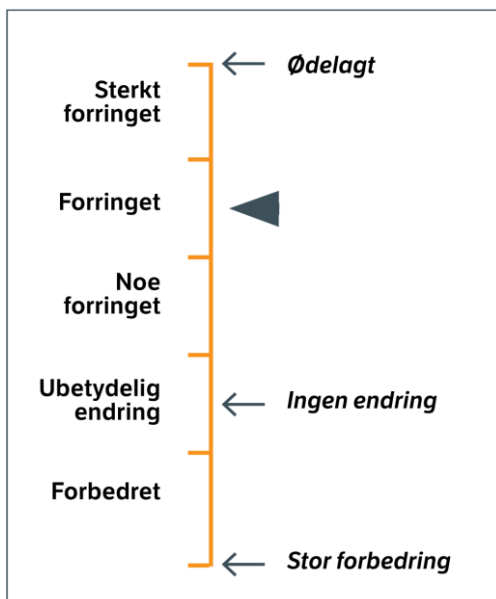 Ødelagt
Sterkt
forringet
Forringet
Noe
forringet
Ubetydelig
endring
Ingen endring
Forbedret
Stor forbedring